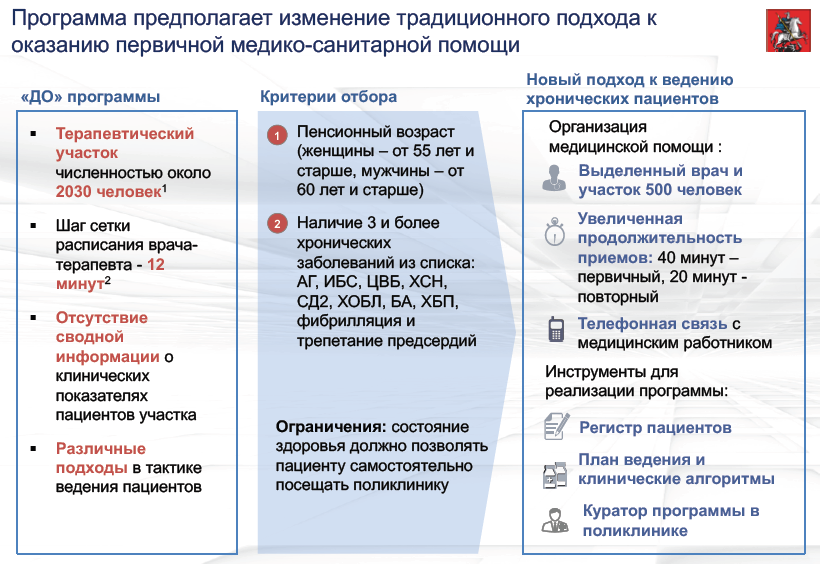 Программа предполагает изменение традиционного подхода к
оказанию первичной медико-санитарной помощи
«ДО» программы
▪ Терапевтический
участок
численностью около
2030 человек¹
▪ Шаг сетки
расписания врача-
терапевта - 12
минут²
▪ Отсутствие
сводной
информации о
клинических
показателях
пациентов участка
▪ Различные
подходы в тактике
ведения пациентов
Критерии отбора
1 Пенсионный возраст
(женщины – от 55 лет и
старше, мужчины – от
60 лет и старше)
2 Наличие 3 и более
хронических
заболеваний из списка:
АГ, ИБС, ЦВБ, ХСН,
СД2, ХОБЛ, БА, ХБП,
фибрилляция и
трепетание предсердий
Ограничения: состояние
здоровья должно позволять
пациенту самостоятельно
посещать поликлинику
Новый подход к ведению
хронических пациентов
Организация
медицинской помощи :
Выделенный врач и
участок 500 человек
Увеличенная
продолжительность
приемов: 40 минут –
первичный, 20 минут -
повторный
Телефонная связь с
медицинским работником
Инструменты для
реализации программы:
Регистр пациентов
План ведения и
клинические алгоритмы
Куратор программы в
поликлинике